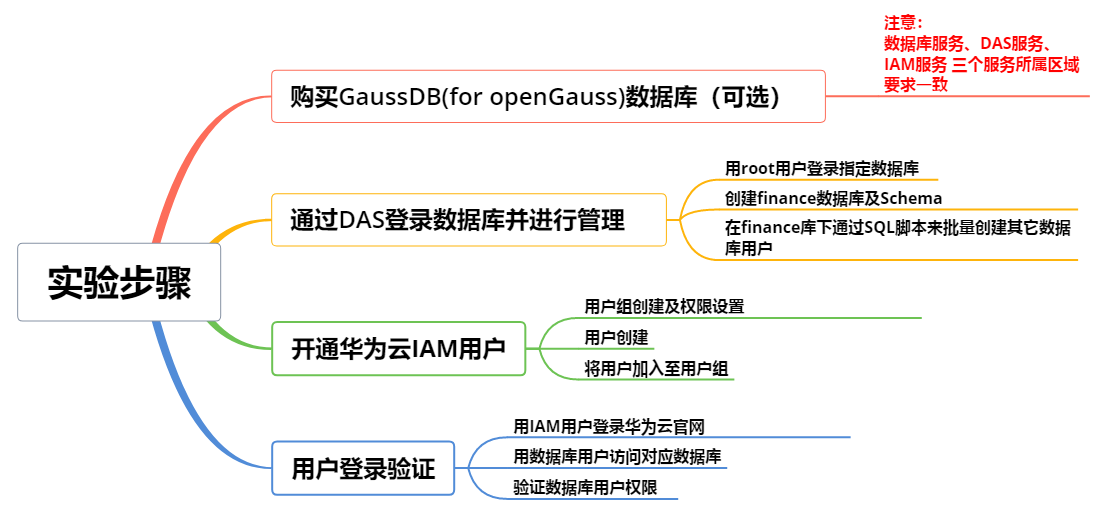 实验步骤
购买GaussDB(for openGauss)数据库（可选）
注意：
数据库服务、DAS服务、
IAM服务 三个服务所属区域
要求一致
通过DAS登录数据库并进行管理
用root用户登录指定数据库
创建finance数据库及Schema
在finance库下通过SQL脚本来批量创建其它数据
库用户
开通华为云IAM用户
用户组创建及权限设置
用户创建
将用户加入至用户组
用户登录验证
用IAM用户登录华为云官网
用数据库用户访问对应数据库
验证数据库用户权限